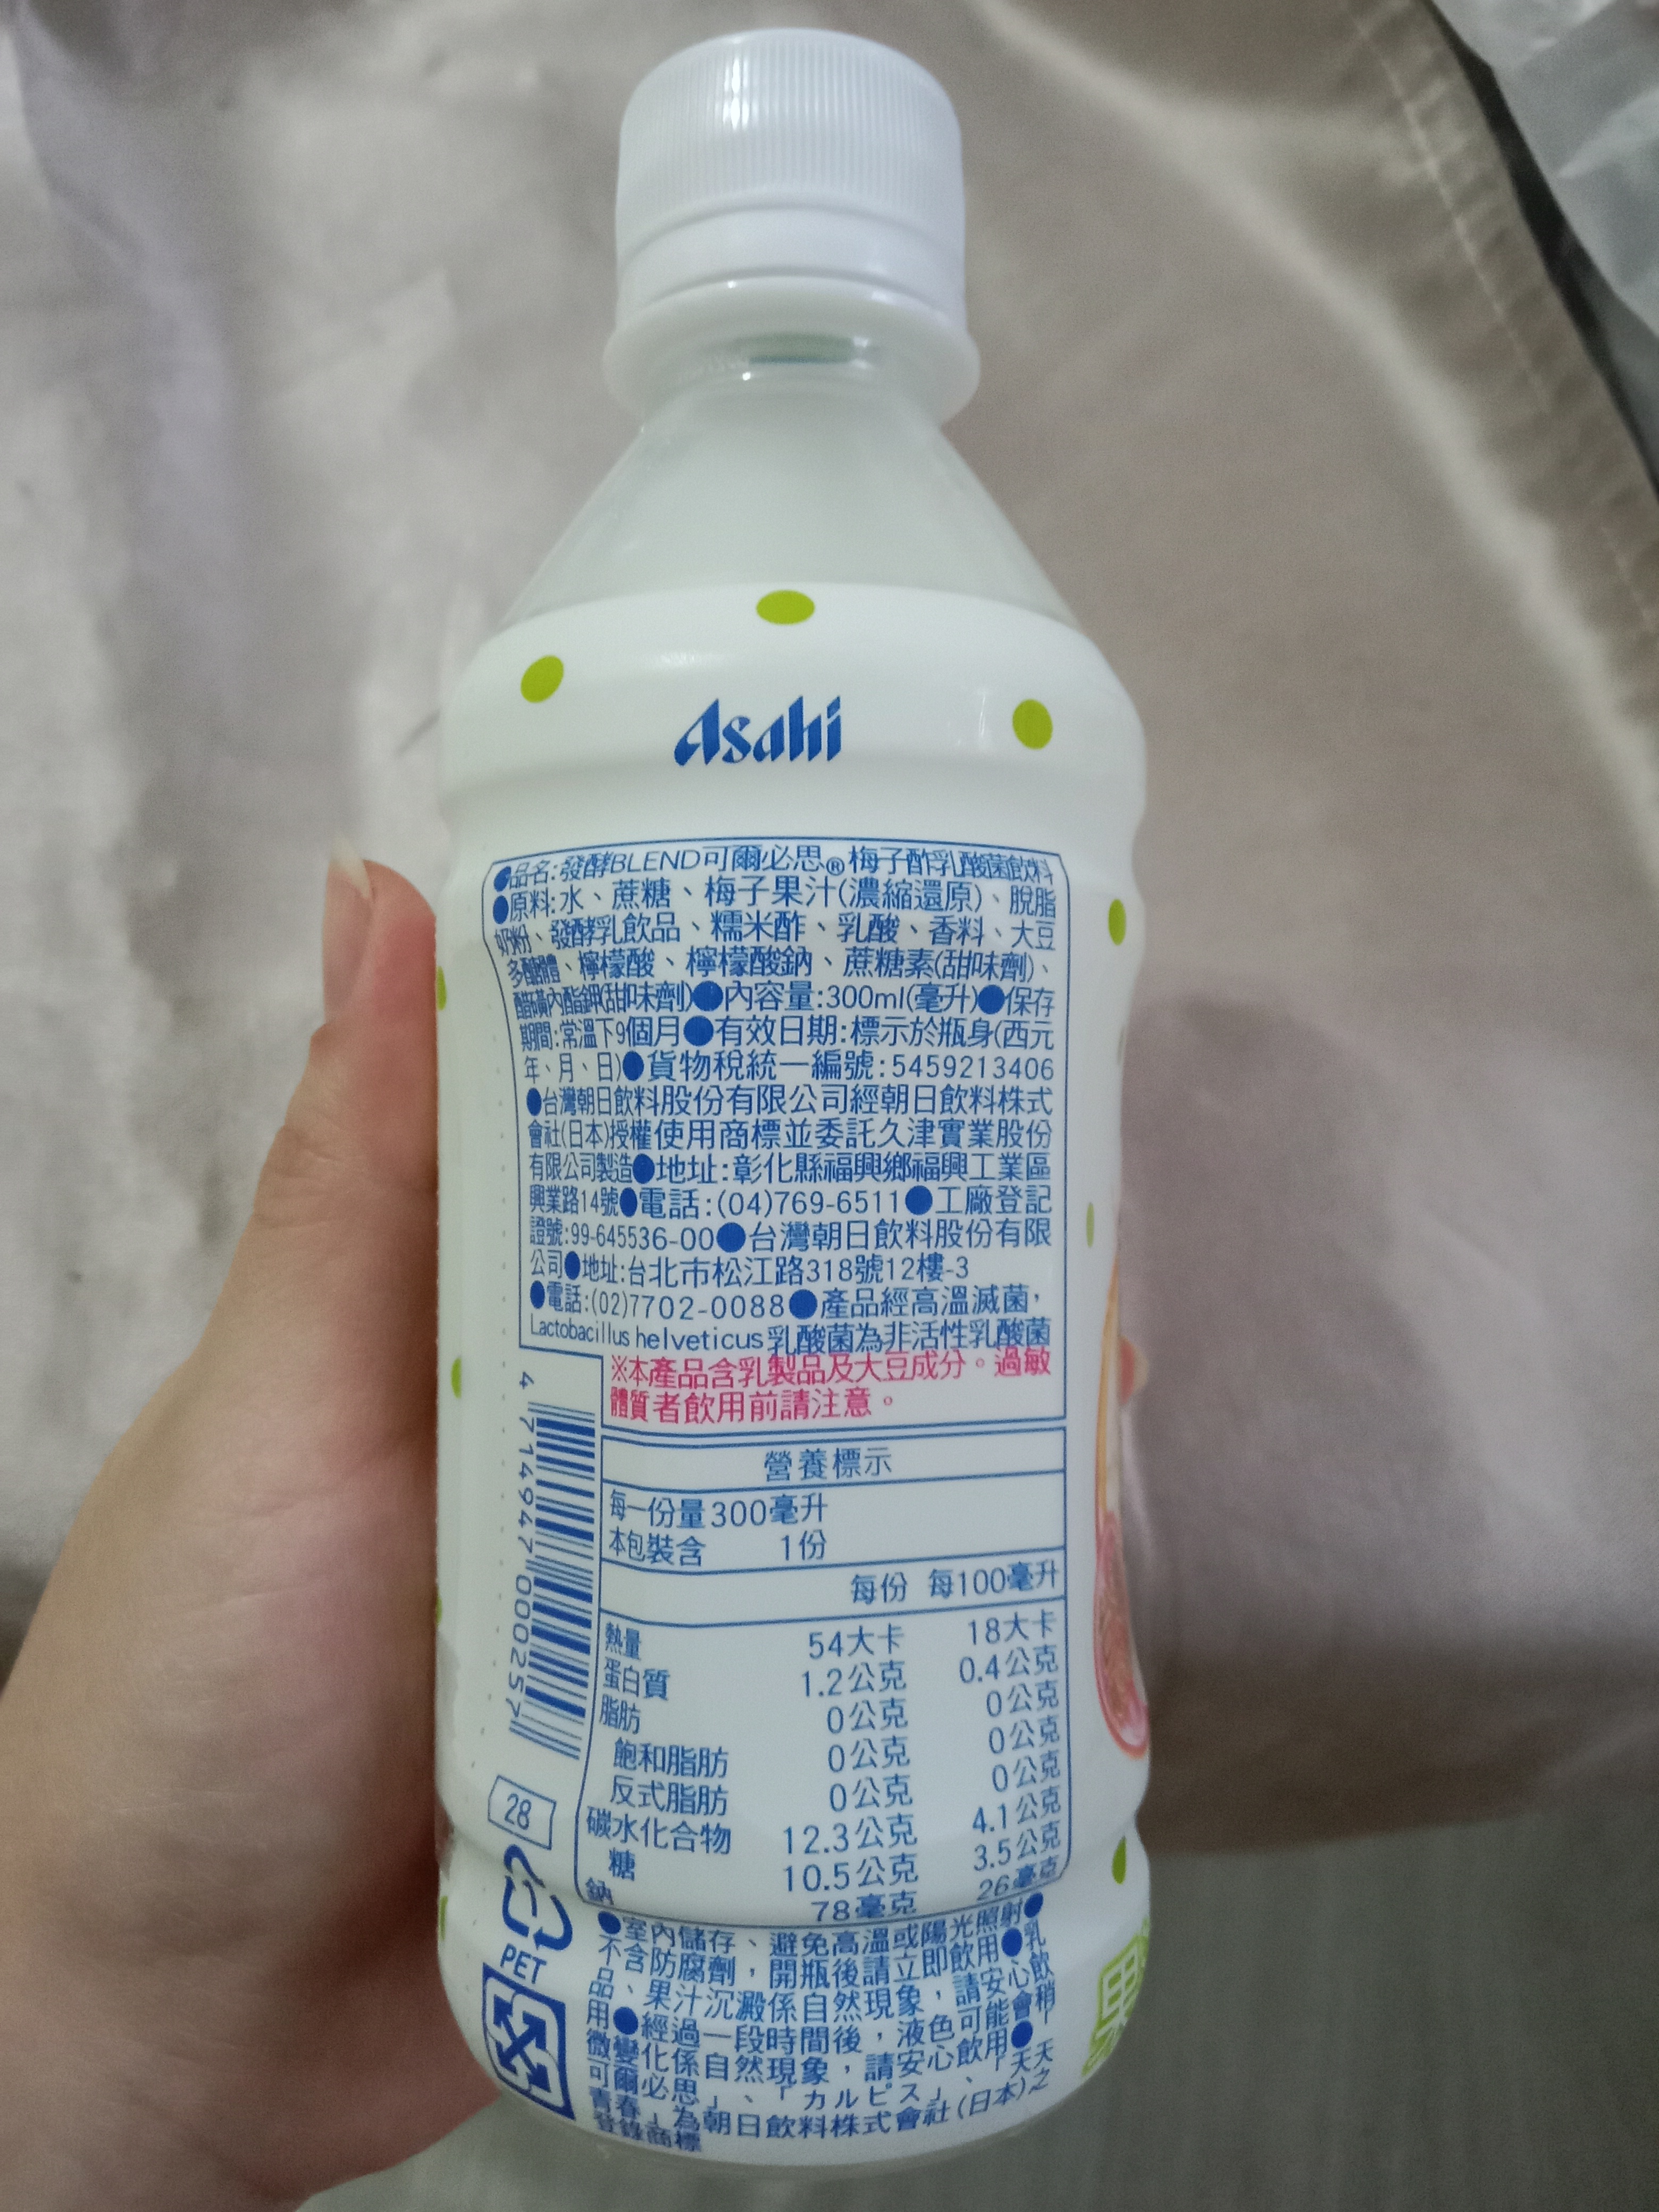 Asahi
●品名:發酵BLEND可爾必思®梅子酢乳酸菌飲料
●原料:水、蔗糖、梅子果汁(濃縮還原)、脫脂
奶粉、發酵乳飲品、糯米酢、乳酸、香料、大豆
多醣體、檸檬酸、檸檬酸鈉、蔗糖素(甜味劑)、
醋磺內酯鉀(甜味劑)●內容量:300ml(毫升)●保存
期間:常溫下9個月●有效日期:標示於瓶身(西元
年、月、日)●貨物稅統一編號:5459213406
●台灣朝日飲料股份有限公司經朝日飲料株式
會社(日本)授權使用商標並委託久津實業股份
有限公司製造●地址:彰化縣福興鄉福興工業區
興業路14號●電話:(04)769-6511●工廠登記
證號:99-645536-00●台灣朝日飲料股份有限
公司●地址:台北市松江路318號12樓-3
●電話:(02)7702-0088●產品經高溫滅菌,
Lactobacillus helveticus乳酸菌為非活性乳酸菌
※本產品含乳製品及大豆成分。過敏
體質者飲用前請注意。
4 714947 000257
營養標示
每一份量300毫升
本包裝含 1份
每份 每100毫升
熱量 54大卡 18大卡
蛋白質 1.2公克 0.4公克
脂肪 0公克 0公克
飽和脂肪 0公克 0公克
反式脂肪 0公克 0公克
碳水化合物 12.3公克 4.1公克
糖 10.5公克 3.5公克
鈉 78毫克 26毫克
28
1
PET
●室內儲存、避免高溫或陽光照射●
不含防腐劑,開瓶後請立即飲用●乳
品、果汁沉澱係自然現象,請安心飲
用●經過一段時間後,液色可能會稍
微變化係自然現象,請安心飲用●「
可爾必思」、「カルピス」、「天天之
青春」為朝日飲料株式會社(日本)之
登錄商標
果